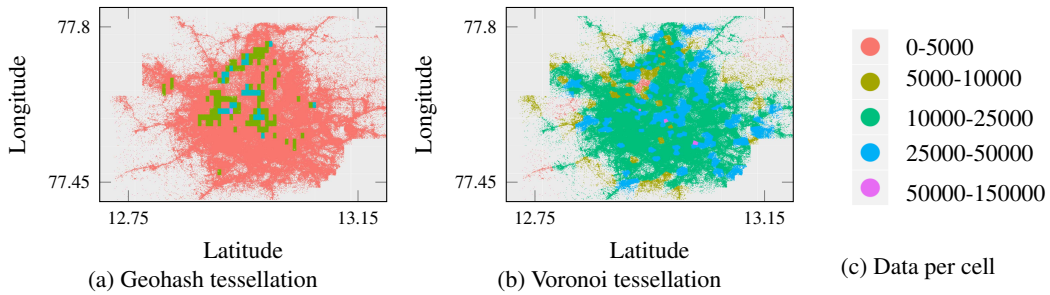 77.8
Longitude
77.45
12.75
13.15
Latitude
(a) Geohash tessellation
77.8
Longitude
77.45
12.75
13.15
Latitude
(b) Voronoi tessellation
0-5000
5000-10000
10000-25000
25000-50000
50000-150000
(c) Data per cell